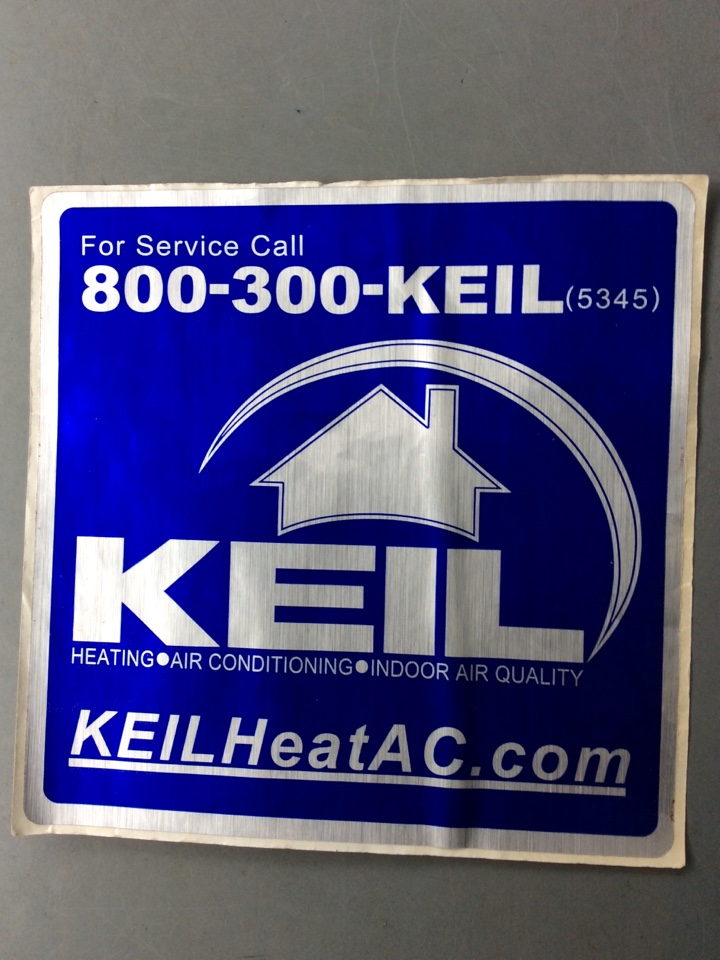 For Service Call
800-300-KEIL(5345)
KEIL
HEATING●AIR CONDITIONING●INDOOR AIR QUALITY
KEILHeatAC.com